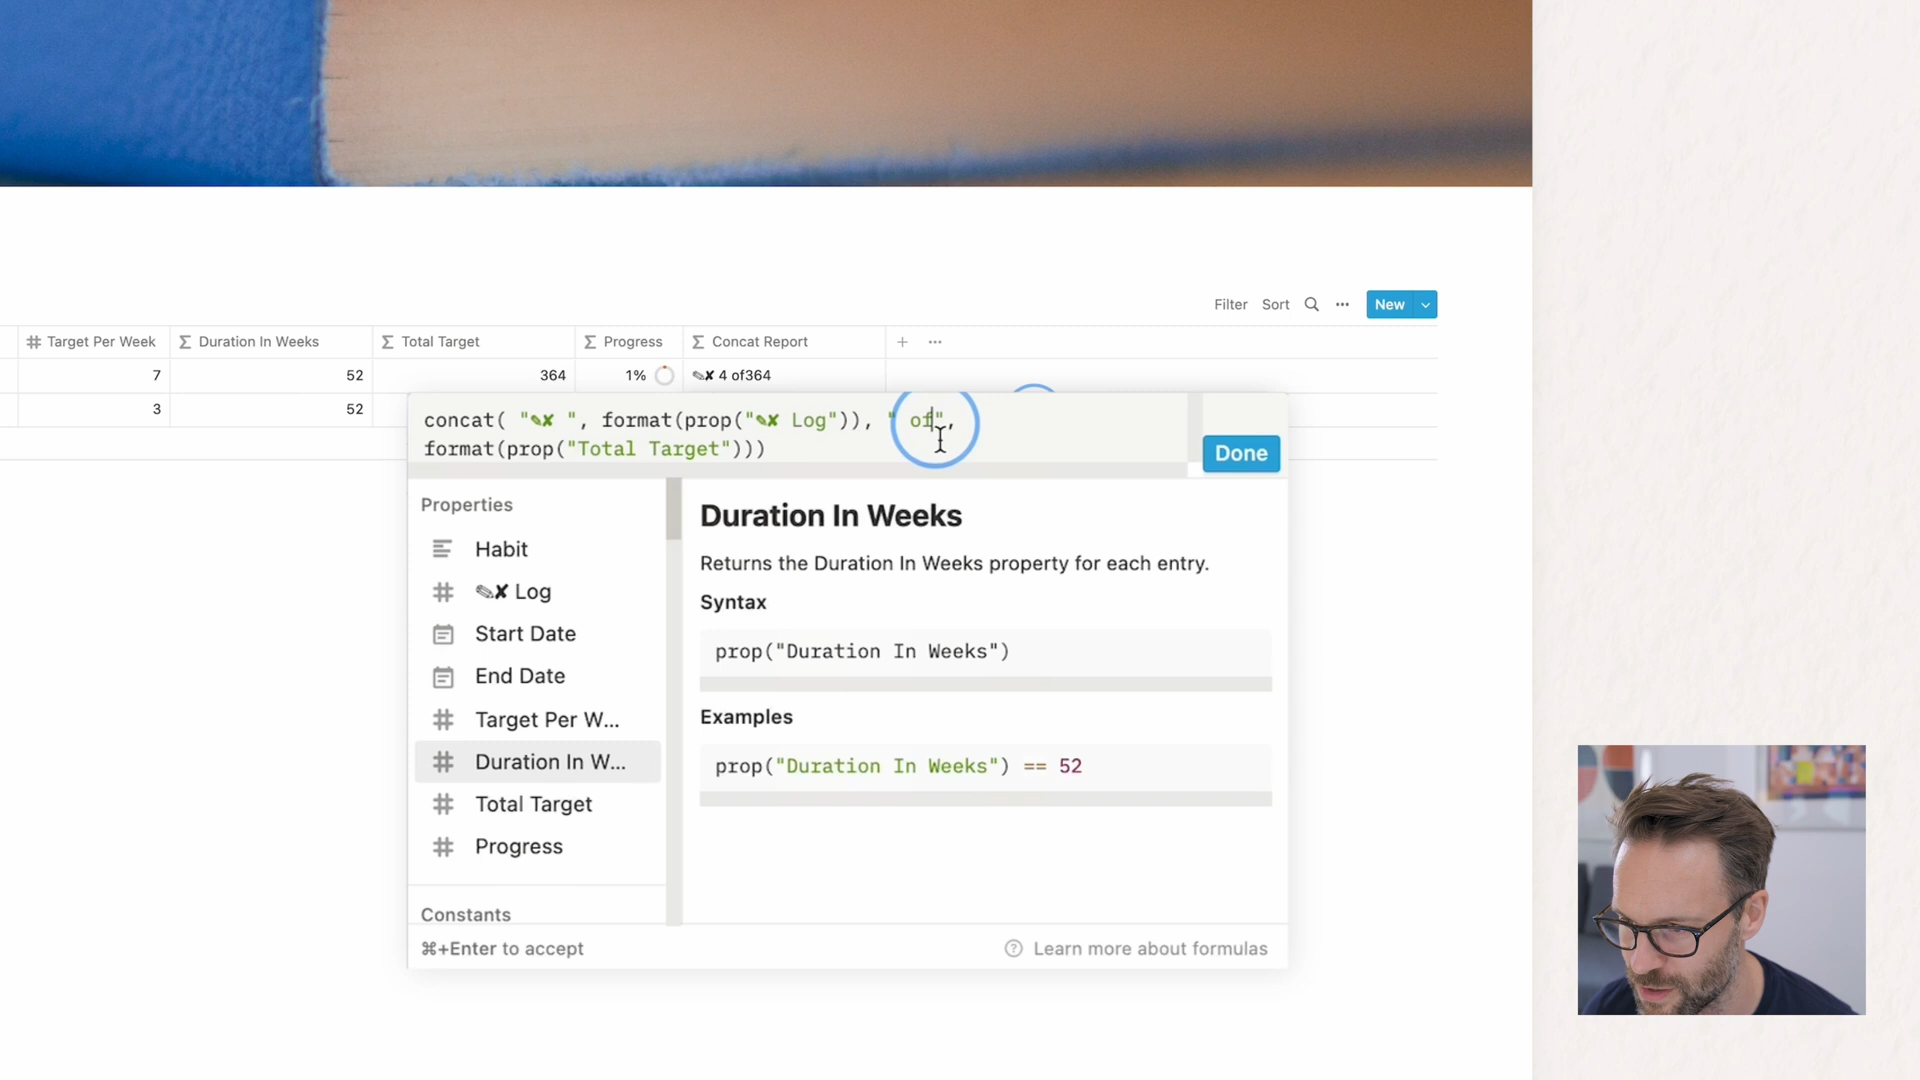 Filter Sort ••• New
# Target Per Week Σ Duration In Weeks Σ Total Target Σ Progress Σ Concat Report + •••
7 52 364 1% ✎✘ 4 of364
3 52
concat( "✎✘ ", format(prop("✎✘ Log")), " of",
format(prop("Total Target")))
Done
Properties
Habit
# ✎✘ Log
Start Date
End Date
# Target Per W...
# Duration In W...
# Total Target
# Progress
Constants
Duration In Weeks
Returns the Duration In Weeks property for each entry.
Syntax
prop("Duration In Weeks")
Examples
prop("Duration In Weeks") == 52
⌘+Enter to accept
? Learn more about formulas